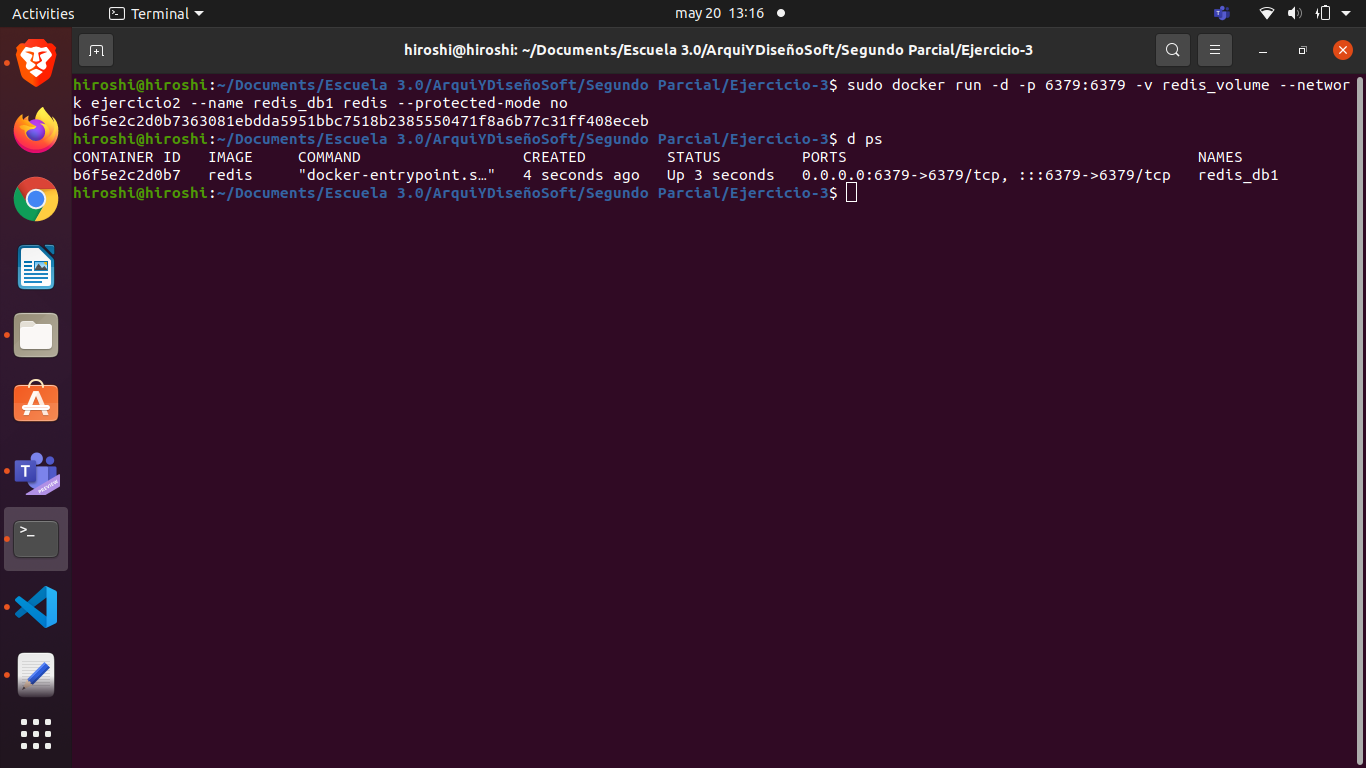 Activities Terminal may 20 13:16
hiroshi@hiroshi: ~/Documents/Escuela 3.0/ArquiYDiseñoSoft/Segundo Parcial/Ejercicio-3
hiroshi@hiroshi:~/Documents/Escuela 3.0/ArquiYDiseñoSoft/Segundo Parcial/Ejercicio-3$ sudo docker run -d -p 6379:6379 -v redis_volume --networ
k ejercicio2 --name redis_db1 redis --protected-mode no
b6f5e2c2d0b7363081ebdda5951bbc7518b2385550471f8a6b77c31ff408eceb
hiroshi@hiroshi:~/Documents/Escuela 3.0/ArquiYDiseñoSoft/Segundo Parcial/Ejercicio-3$ d ps
CONTAINER ID IMAGE COMMAND CREATED STATUS PORTS NAMES
b6f5e2c2d0b7 redis "docker-entrypoint.s…" 4 seconds ago Up 3 seconds 0.0.0.0:6379->6379/tcp, :::6379->6379/tcp redis_db1
hiroshi@hiroshi:~/Documents/Escuela 3.0/ArquiYDiseñoSoft/Segundo Parcial/Ejercicio-3$
T
PREVIEW
>_